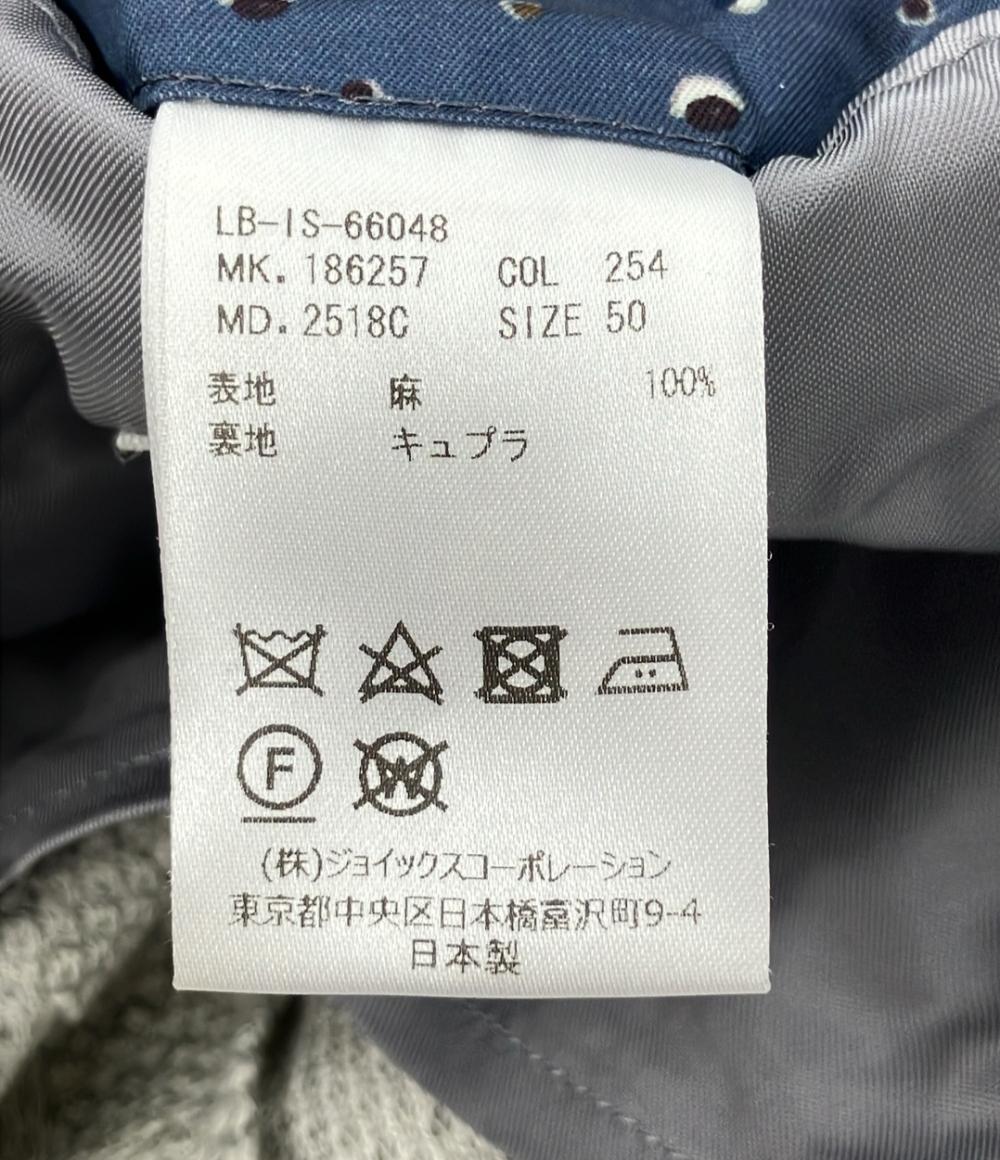 LB-IS-66048
MK. 186257 COL 254
MD. 2518C SIZE 50
表地 麻 100%
裏地 キュプラ
F
W
(株)ジョイックスコーポレーション
東京都中央区日本橋富沢町9-4
日本製